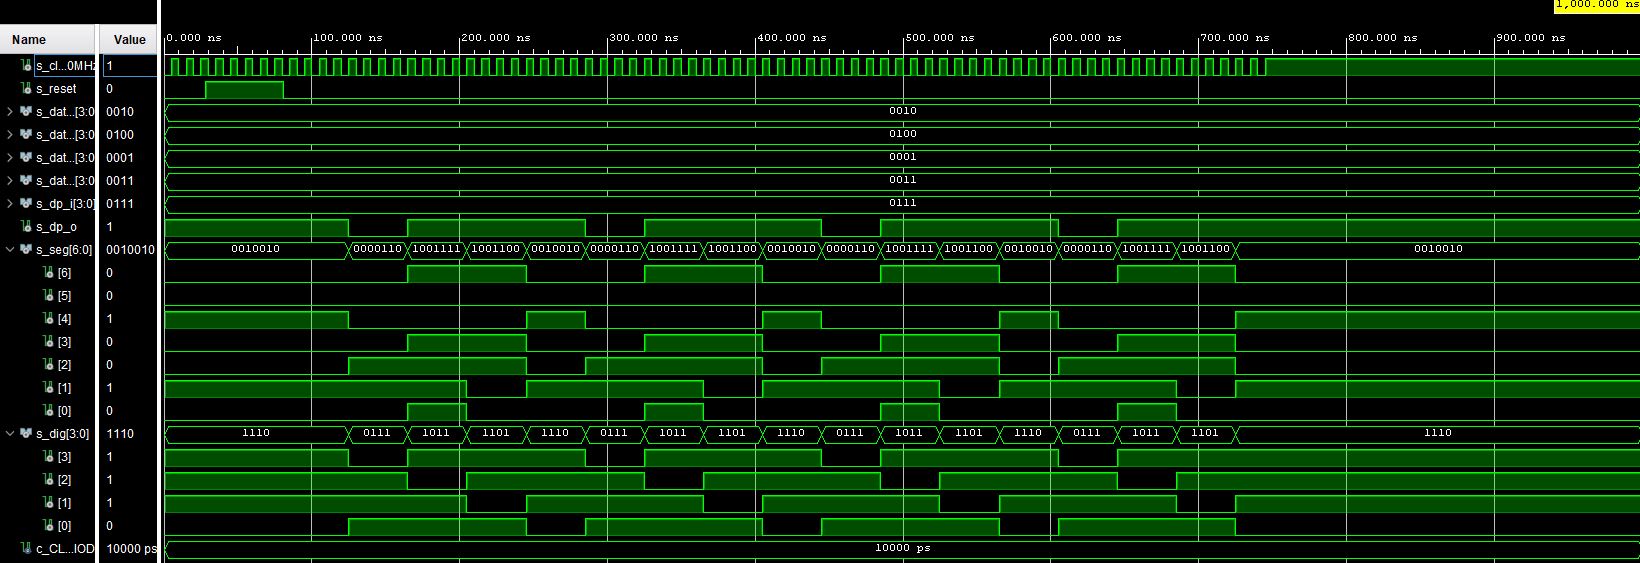 1,000.000 ns
Name Value 0.000 ns 100.000 ns 200.000 ns 300.000 ns 400.000 ns 500.000 ns 600.000 ns 700.000 ns 800.000 ns 900.000 ns
s_cl...0MHz 1
s_reset 0
s_dat...[3:0] 0010 0010
s_dat...[3:0] 0100 0100
s_dat...[3:0] 0001 0001
s_dat...[3:0] 0011 0011
s_dp_i[3:0] 0111 0111
s_dp_o 1
s_seg[6:0] 0010010 0010010 0000110 1001111 1001100 0010010 0000110 1001111 1001100 0010010 0000110 1001111 1001100 0010010 0000110 1001111 1001100 0010010
[6] 0
[5] 0
[4] 1
[3] 0
[2] 0
[1] 1
[0] 0
s_dig[3:0] 1110 1110 0111 1011 1101 1110 0111 1011 1101 1110 0111 1011 1101 1110 0111 1011 1101 1110
[3] 1
[2] 1
[1] 1
[0] 0
c_CL...IOD 10000 ps 10000 ps